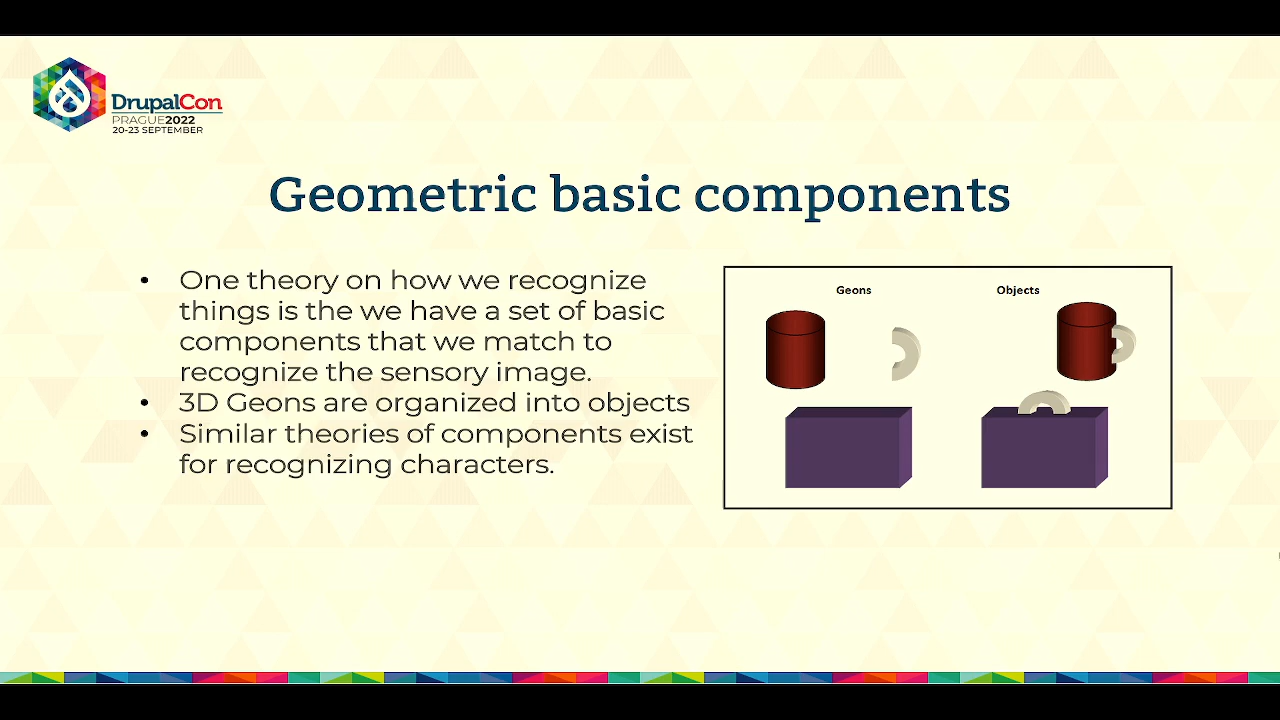 DrupalCon
PRAGUE2022
20-23 SEPTEMBER
Geometric basic components
• One theory on how we recognize
things is the we have a set of basic
components that we match to
recognize the sensory image.
• 3D Geons are organized into objects
• Similar theories of components exist
for recognizing characters.
Geons
Objects